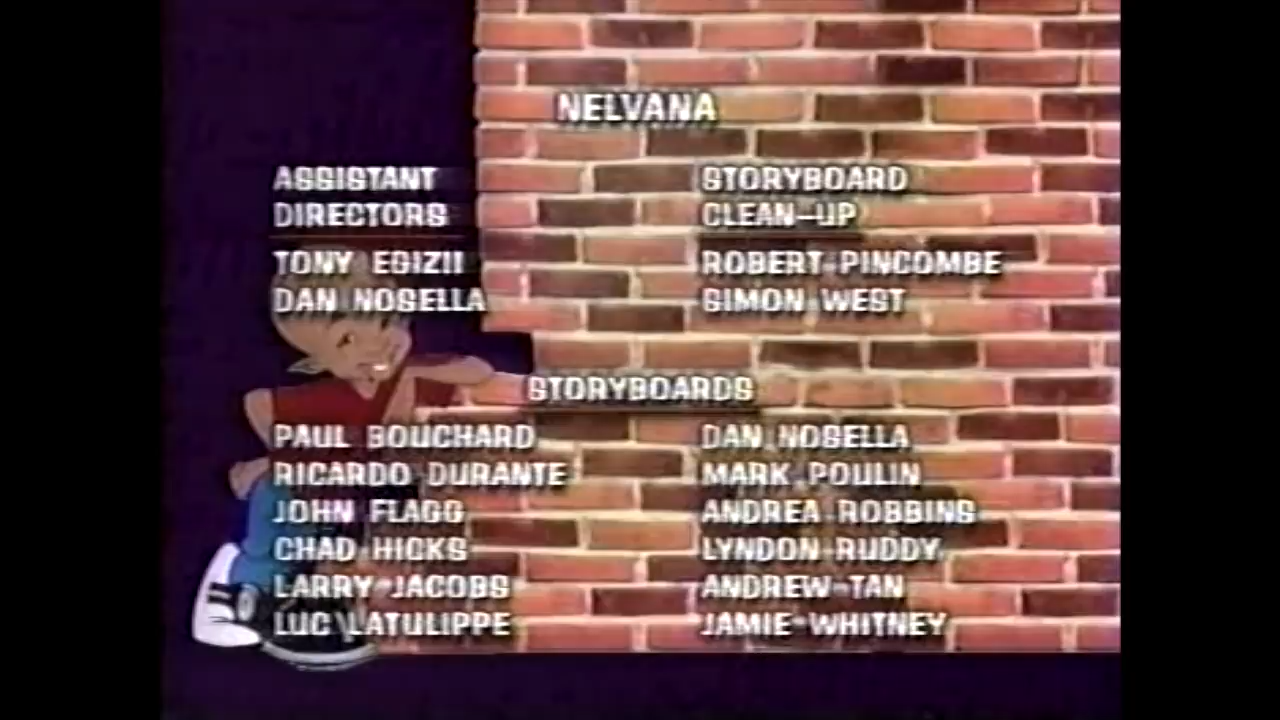 NELVANA
ASSISTANT
DIRECTORS
TONY EGIZII
DAN NOSELLA
STORYBOARD
CLEAN-UP
ROBERT PINCOMBE
SIMON WEST
STORYBOARDS
PAUL BOUCHARD
RICARDO DURANTE
JOHN FLAGG
CHAD HICKS
LARRY JACOBS
LUC LATULIPPE
DAN NOSELLA
MARK POULIN
ANDREA ROBBINS
LYNDON RUDDY
ANDREW TAN
JAMIE WHITNEY